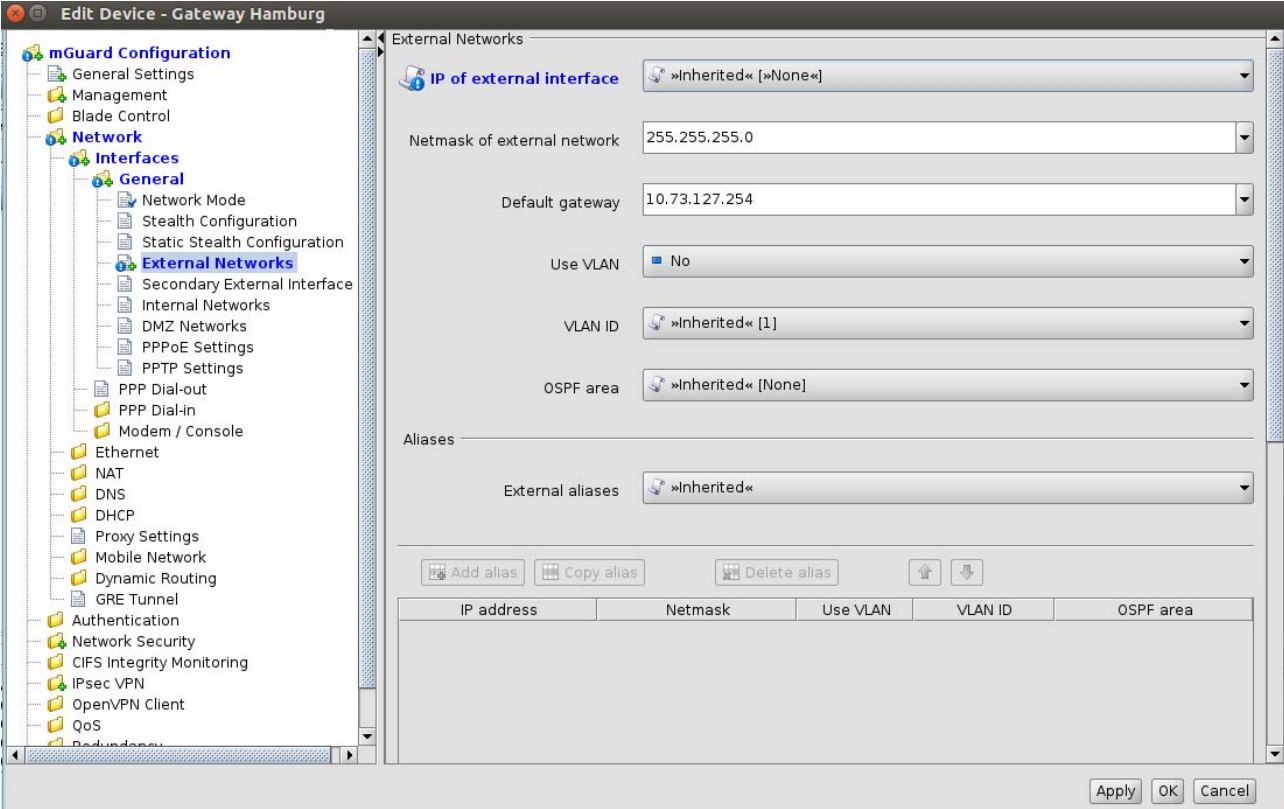 Edit Device - Gateway Hamburg
mGuard Configuration
General Settings
Management
Blade Control
Network
Interfaces
General
Network Mode
Stealth Configuration
Static Stealth Configuration
External Networks
Secondary External Interface
Internal Networks
DMZ Networks
PPPoE Settings
PPTP Settings
PPP Dial-out
PPP Dial-in
Modem / Console
Ethernet
NAT
DNS
DHCP
Proxy Settings
Mobile Network
Dynamic Routing
GRE Tunnel
Authentication
Network Security
CIFS Integrity Monitoring
IPsec VPN
OpenVPN Client
QoS
Redundancy
External Networks
IP of external interface »Inherited« [»None«]
Netmask of external network 255.255.255.0
Default gateway 10.73.127.254
Use VLAN No
VLAN ID »Inherited« [1]
OSPF area »Inherited« [None]
Aliases
External aliases »Inherited«
Add alias Copy alias Delete alias
IP address Netmask Use VLAN VLAN ID OSPF area
Apply OK Cancel